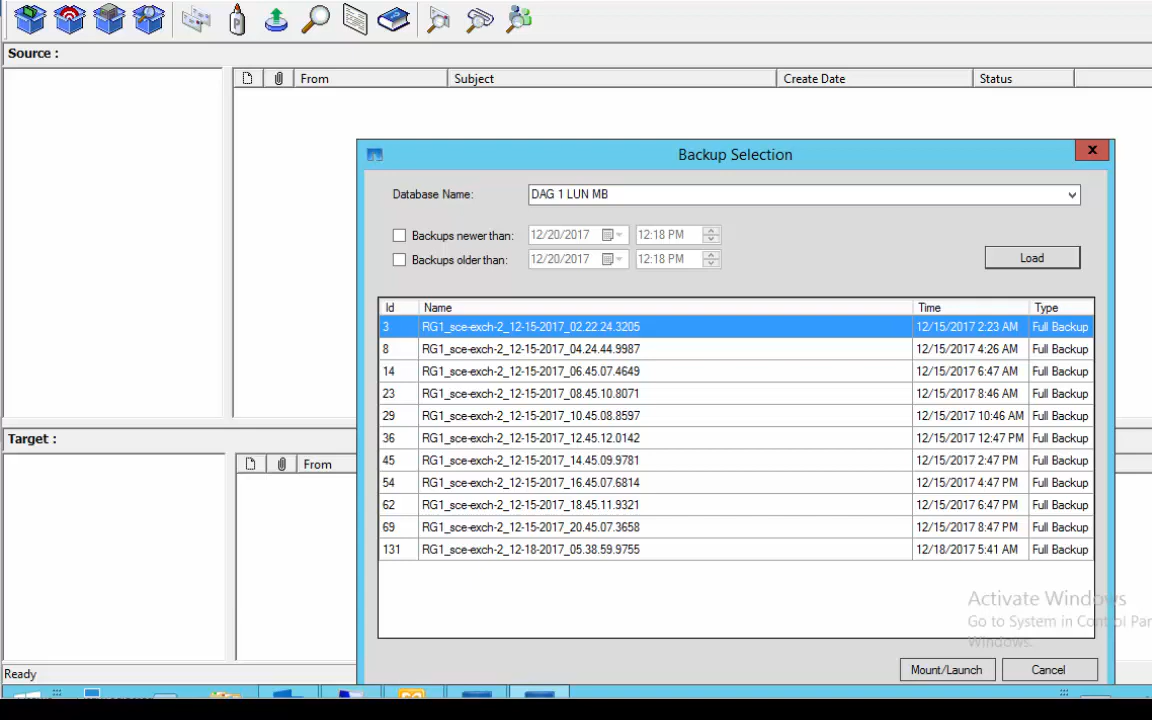 Source :
From Subject Create Date Status
Backup Selection
x
Database Name: DAG 1 LUN MB
Backups newer than: 12/20/2017 12:18 PM
Backups older than: 12/20/2017 12:18 PM
Load
Id Name Time Type
3 RG1_sce-exch-2_12-15-2017_02.22.24.3205 12/15/2017 2:23 AM Full Backup
8 RG1_sce-exch-2_12-15-2017_04.24.44.9987 12/15/2017 4:26 AM Full Backup
14 RG1_sce-exch-2_12-15-2017_06.45.07.4649 12/15/2017 6:47 AM Full Backup
23 RG1_sce-exch-2_12-15-2017_08.45.10.8071 12/15/2017 8:46 AM Full Backup
29 RG1_sce-exch-2_12-15-2017_10.45.08.8597 12/15/2017 10:46 AM Full Backup
36 RG1_sce-exch-2_12-15-2017_12.45.12.0142 12/15/2017 12:47 PM Full Backup
45 RG1_sce-exch-2_12-15-2017_14.45.09.9781 12/15/2017 2:47 PM Full Backup
54 RG1_sce-exch-2_12-15-2017_16.45.07.6814 12/15/2017 4:47 PM Full Backup
62 RG1_sce-exch-2_12-15-2017_18.45.11.9321 12/15/2017 6:47 PM Full Backup
69 RG1_sce-exch-2_12-15-2017_20.45.07.3658 12/15/2017 8:47 PM Full Backup
131 RG1_sce-exch-2_12-18-2017_05.38.59.9755 12/18/2017 5:41 AM Full Backup
Target :
From
Activate Windows
Go to System in Control Par
Windows.
Mount/Launch Cancel
Ready